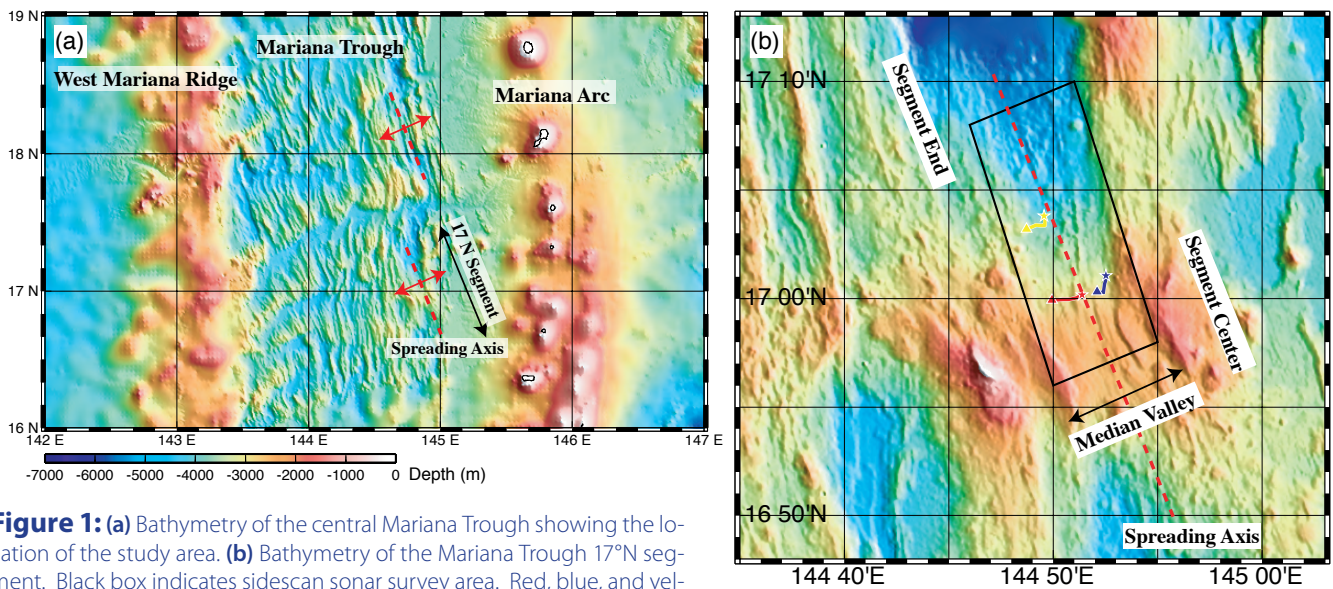 19 N
(a)
Mariana Trough
West Mariana Ridge
Mariana Arc
18 N
17 N Segment
17 N
Spreading Axis
16 N
142 E 143 E 144 E 145 E 146 E 147 E
-7000 -6000 -5000 -4000 -3000 -2000 -1000 0 Depth (m)
(b)
17 10'N
Segment End
17 00'N
Segment Center
Median Valley
16 50'N
Spreading Axis
144 40'E 144 50'E 145 00'E
Figure 1: (a) Bathymetry of the central Mariana Trough showing the lo-
cation of the study area. (b) Bathymetry of the Mariana Trough 17°N seg-
ment. Black box indicates sidescan sonar survey area. Red, blue, and yel-